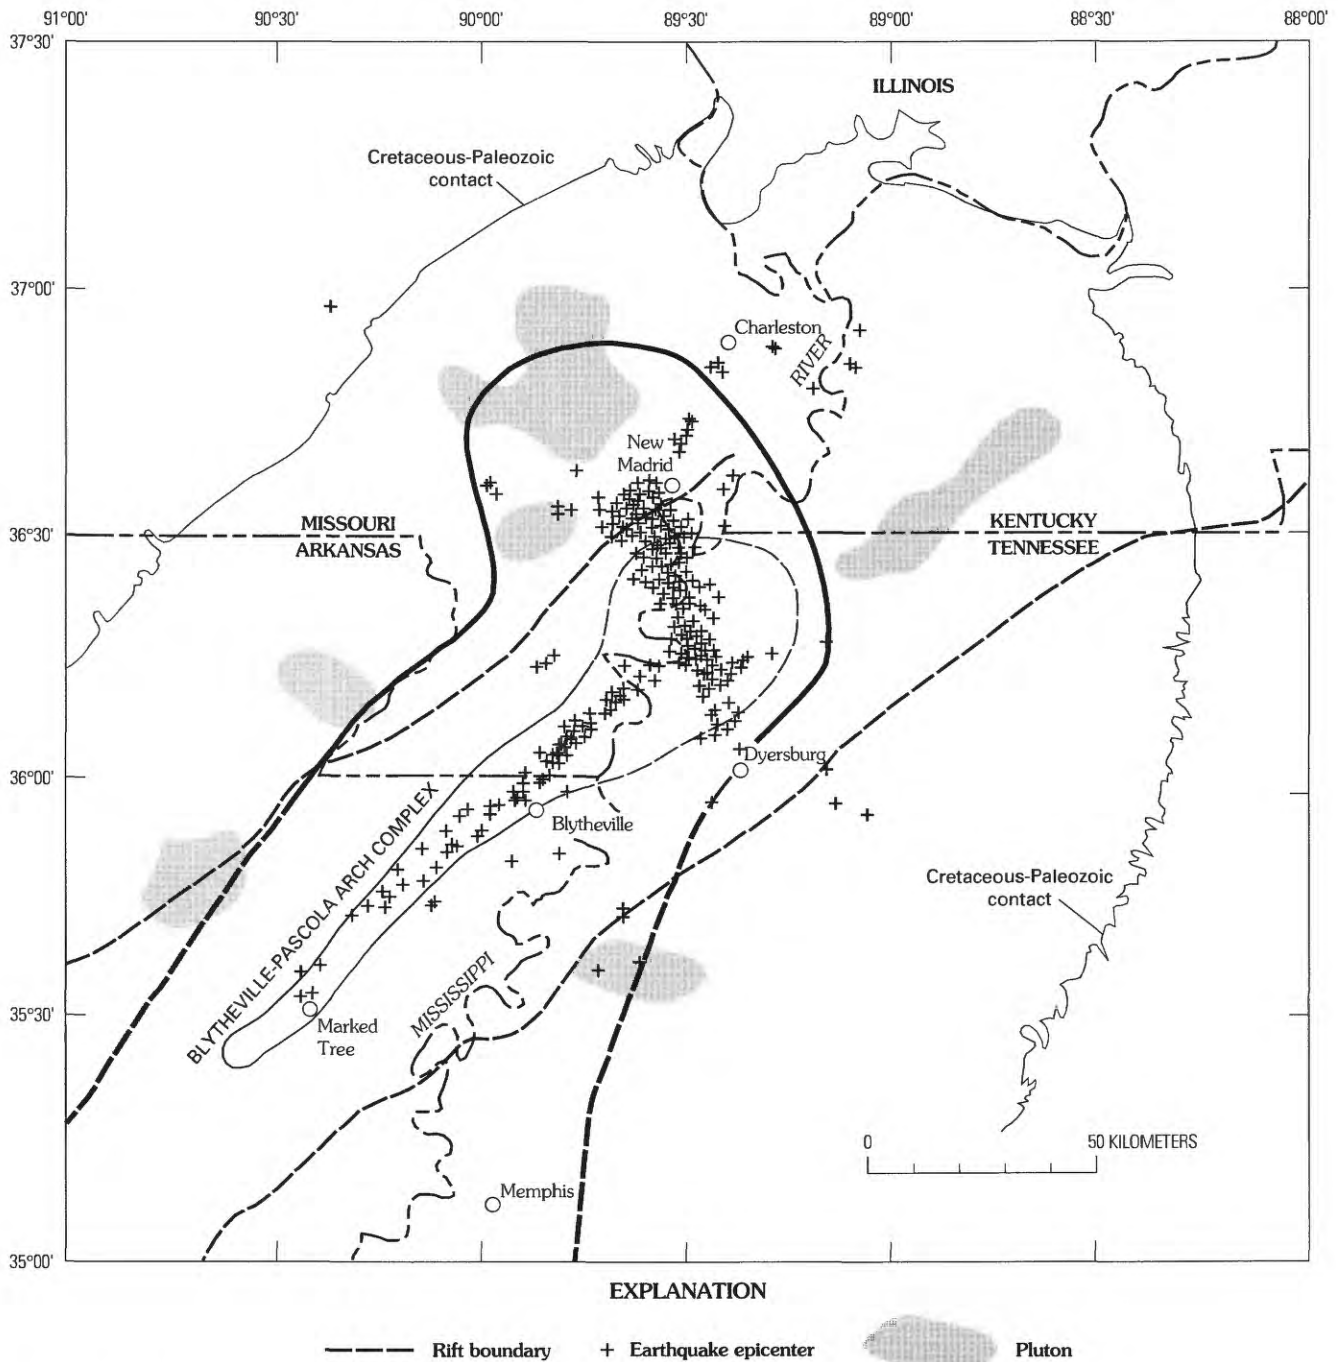 91°00' 90°30' 90°00' 89°30' 89°00' 88°30' 88°00'
37°30'
ILLINOIS
Cretaceous-Paleozoic
contact
37°00'
Charleston
RIVER
New
Madrid
MISSOURI
ARKANSAS
KENTUCKY
TENNESSEE
36°30'
36°00'
Dyersburg
Blytheville
BLYTHEVILLE-PASCOLA ARCH COMPLEX
Cretaceous-Paleozoic
contact
MISSISSIPPI
35°30'
Marked
Tree
0 50 KILOMETERS
Memphis
35°00'
EXPLANATION
Rift boundary
Earthquake epicenter
Pluton